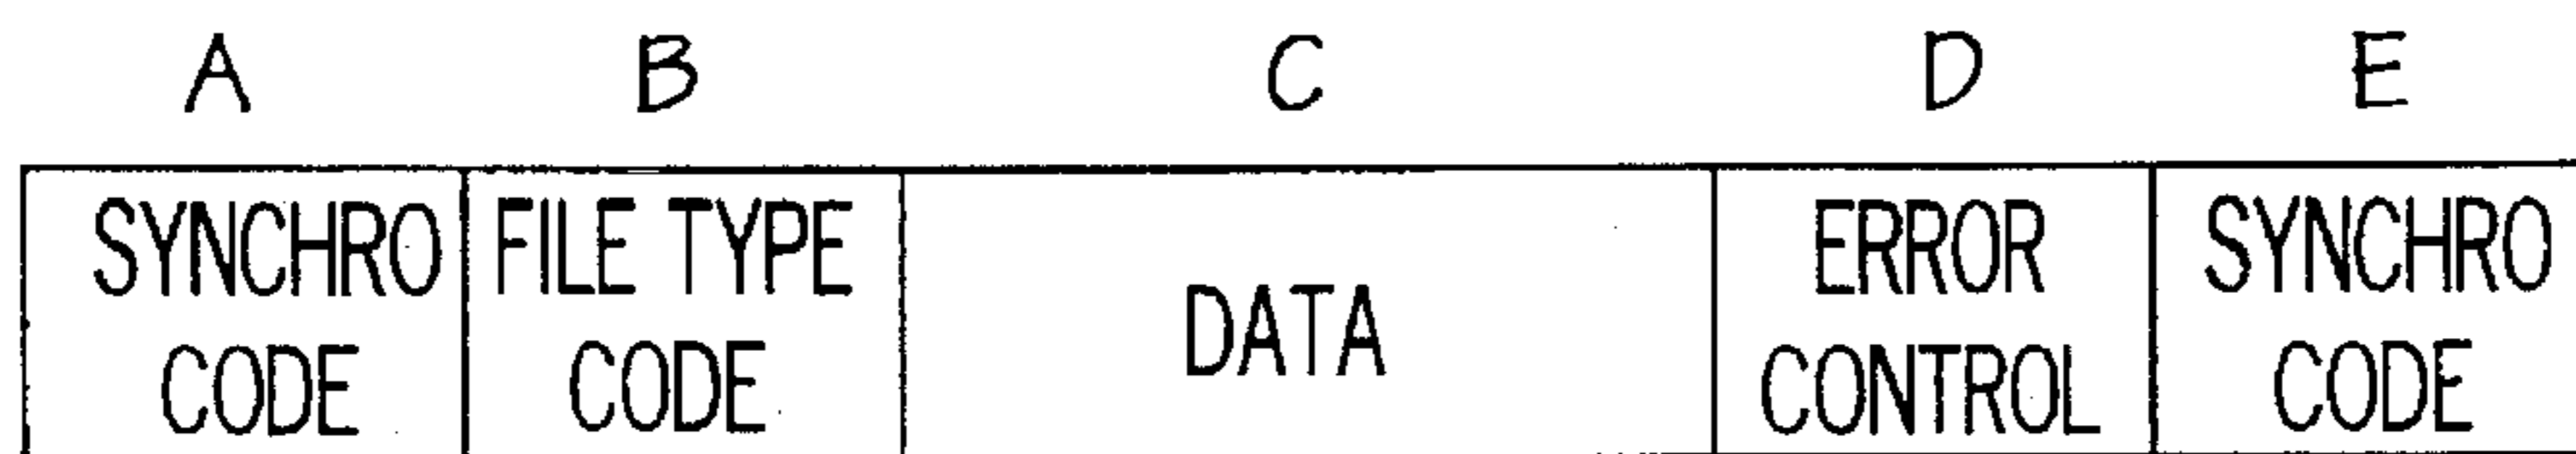 A B C D E
SYNCHRO FILE TYPE ERROR SYNCHRO
DATA
CODE CODE CONTROL CODE